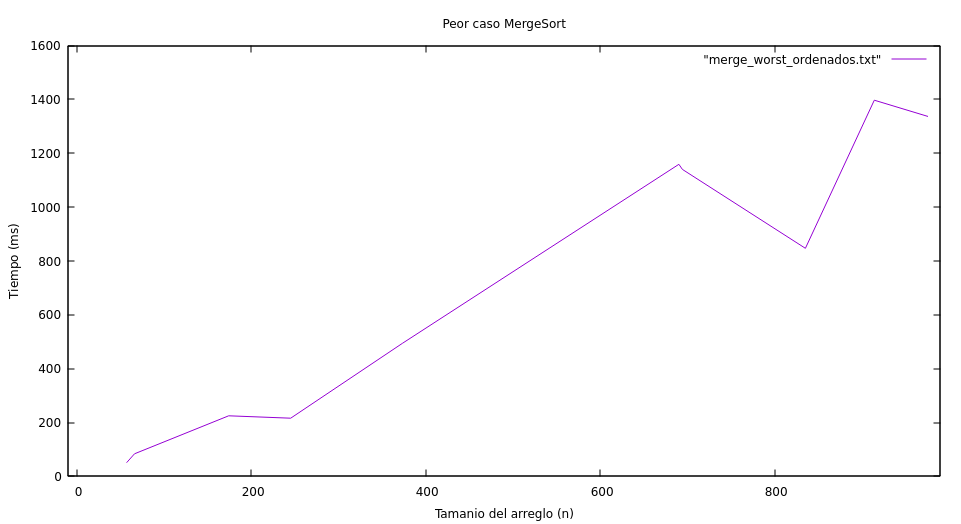 Peor caso MergeSort
"merge_worst_ordenados.txt"
Tiempo (ms)
1600
1400
1200
1000
800
600
400
200
0
0 200 400 600 800
Tamanio del arreglo (n)